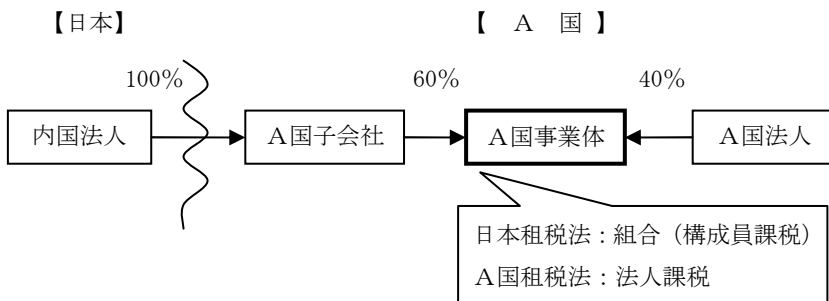 【日本】
【 Ａ 国 】
100%
60%
40%
内国法人
Ａ国子会社
Ａ国事業体
Ａ国法人
日本租税法：組合（構成員課税）
Ａ国租税法：法人課税